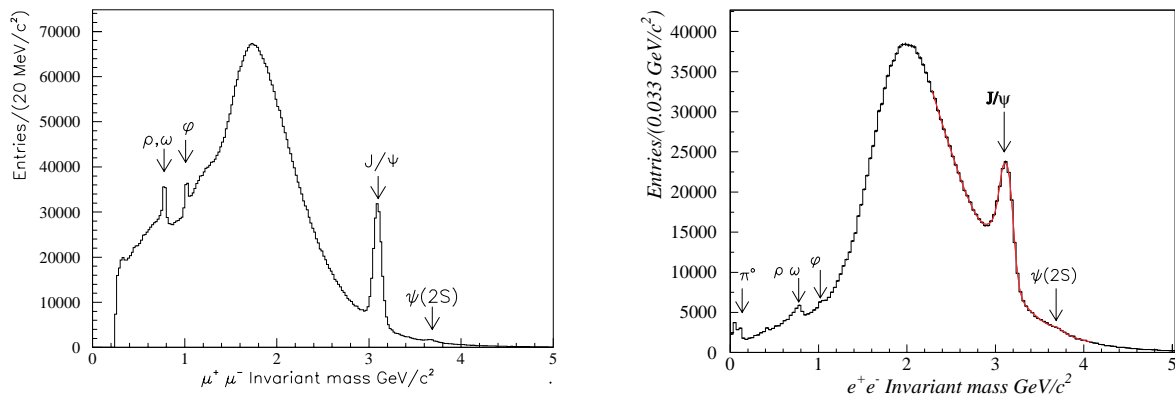 Entries/(20 MeV/c²)
70000
60000
50000
40000
30000
20000
10000
0
ρ,ω
φ
J/Ψ
ψ(2S)
0 1 2 3 4 5
μ⁺ μ⁻ Invariant mass GeV/c²
.
Entries/(0.033 GeV/c²)
40000
35000
30000
25000
20000
15000
10000
5000
0
π°
ρ ω
φ
J/ψ
ψ(2S)
0 1 2 3 4 5
e⁺e⁻ Invariant mass GeV/c²